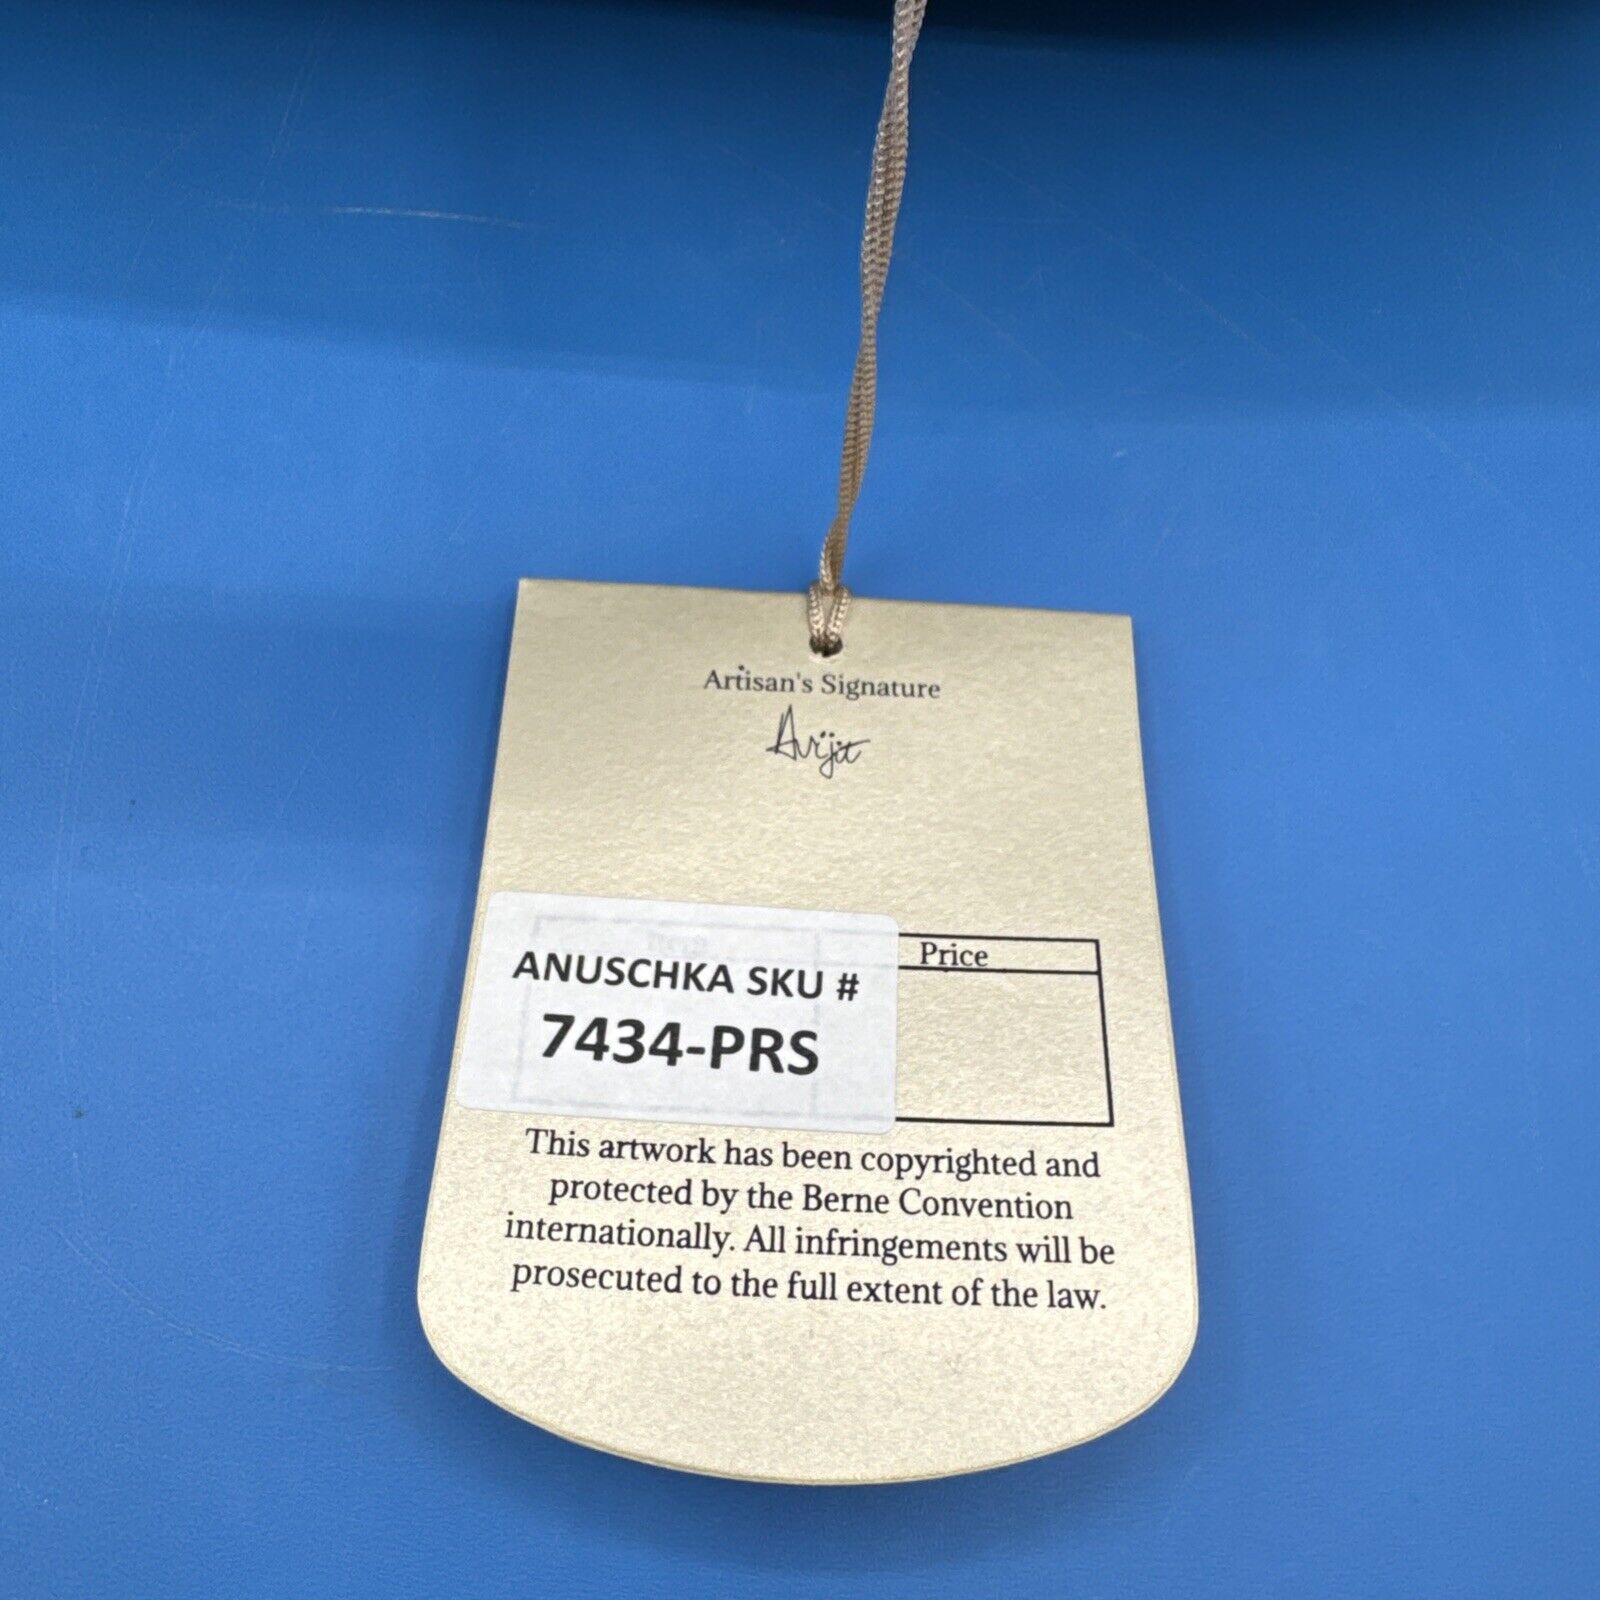 Artisan's Signature
Avijit
ANUSCHKA SKU #
7434-PRS
Price
This artwork has been copyrighted and
protected by the Berne Convention
internationally. All infringements will be
prosecuted to the full extent of the law.